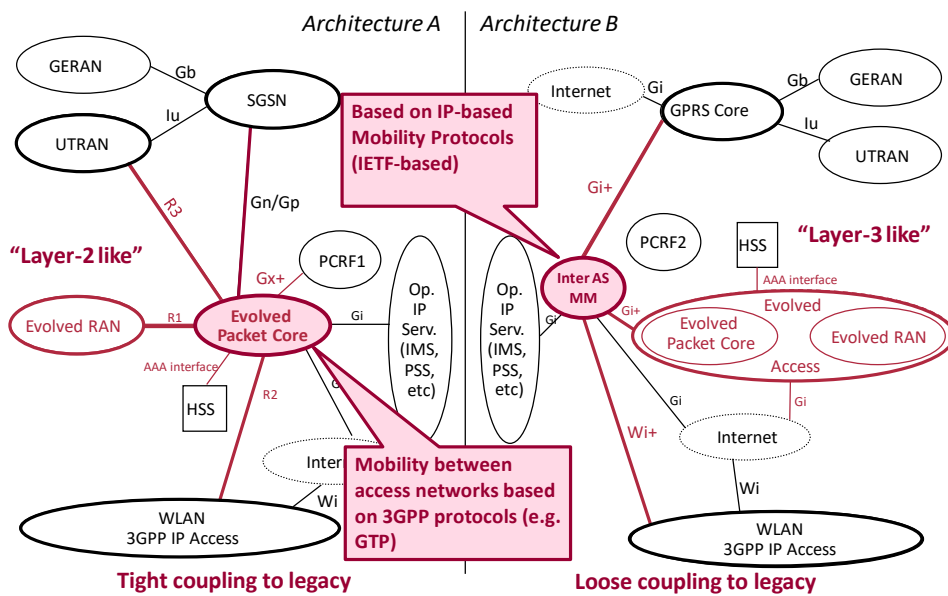 Architecture A
Architecture B
GERAN
Gb
SGSN
Iu
UTRAN
R3
Gn/Gp
"Layer-2 like"
Gx+
PCRF1
Evolved RAN
R1
Evolved
Packet Core
Gi
Op.
IP
Serv.
(IMS,
PSS,
etc)
AAA interface
HSS
R2
G
Inter
Wi
WLAN
3GPP IP Access
Tight coupling to legacy
Based on IP-based
Mobility Protocols
(IETF-based)
Mobility between
access networks based
on 3GPP protocols (e.g.
GTP)
Internet
Gi
GPRS Core
Gb
GERAN
Iu
UTRAN
Gi+
PCRF2
HSS
"Layer-3 like"
AAA interface
Op.
IP
Serv.
(IMS,
PSS,
etc)
Inter AS
MM
Gi
Gi+
Evolved
Evolved
Packet Core
Evolved RAN
Access
Gi
Gi
Wi+
Internet
Wi
WLAN
3GPP IP Access
Loose coupling to legacy